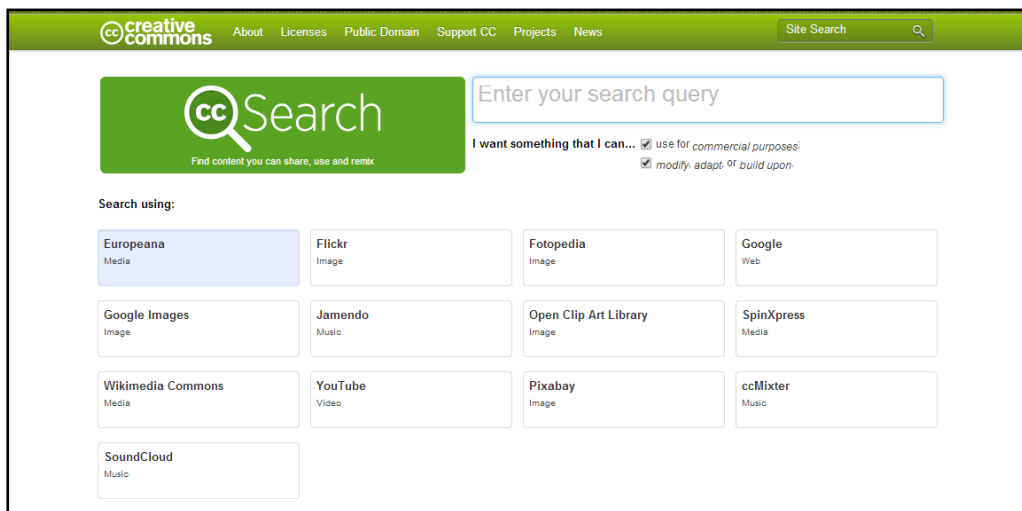 cc creative commons About Licenses Public Domain Support CC Projects News Site Search
cc Search
Find content you can share, use and remix
Enter your search query
I want something that I can... use for commercial purposes;
modify, adapt, or build upon.
Search using:
Europeana
Media
Flickr
Image
Fotopedia
Image
Google
Web
Google Images
Image
Jamendo
Music
Open Clip Art Library
Image
SpinXpress
Media
Wikimedia Commons
Media
YouTube
Video
Pixabay
Image
ccMixter
Music
SoundCloud
Music